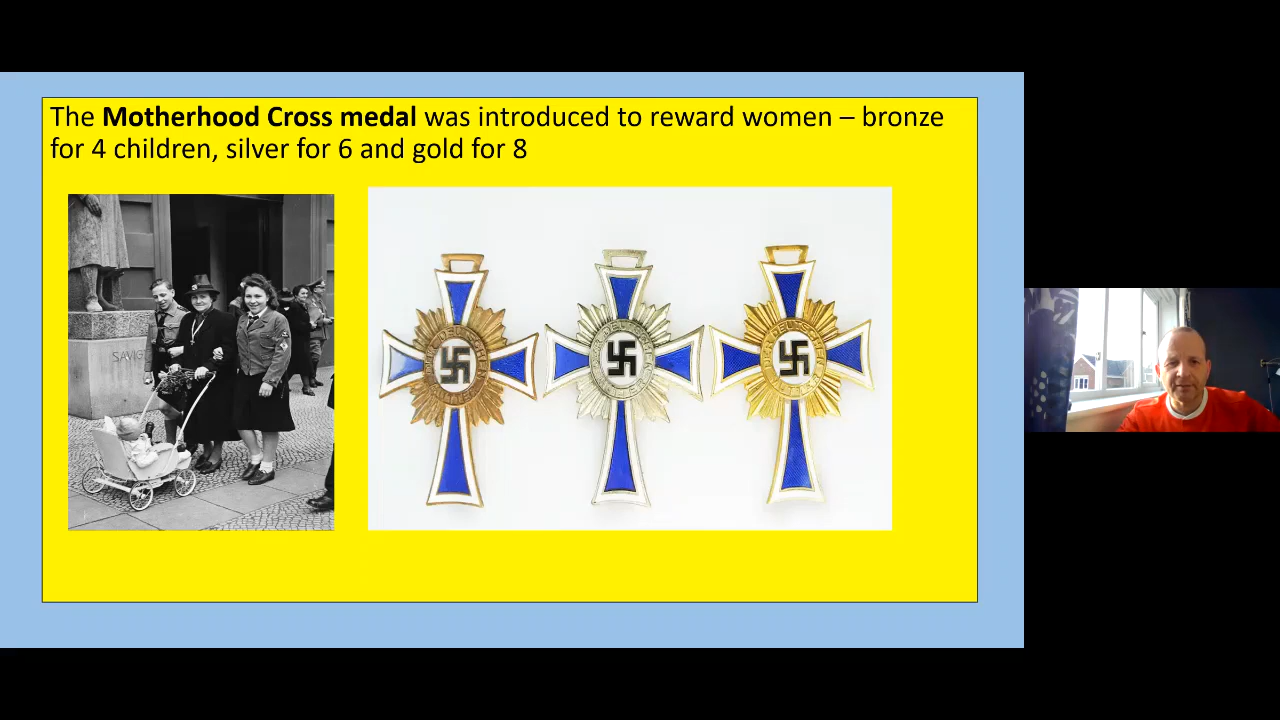 The Motherhood Cross medal was introduced to reward women – bronze
for 4 children, silver for 6 and gold for 8
SAVIG